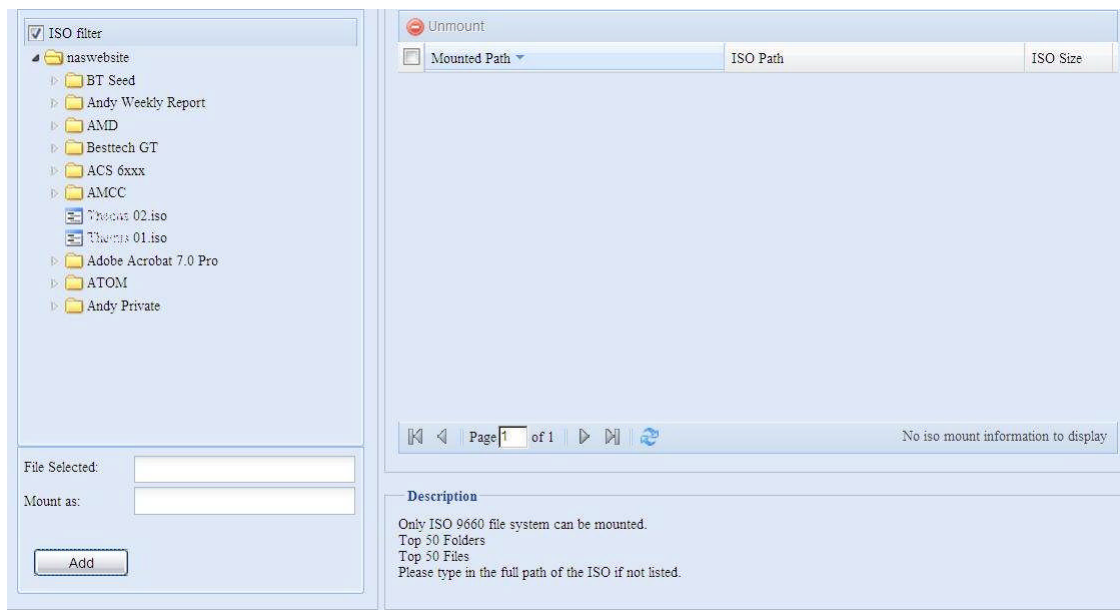 ISO filter
naswebsite
BT Seed
Andy Weekly Report
AMD
Besttech GT
ACS 6xxx
AMCC
02.iso
01.iso
Adobe Acrobat 7.0 Pro
ATOM
Andy Private
File Selected:
Mount as:
Add
Unmount
Mounted Path ISO Path ISO Size
Page 1 of 1 No iso mount information to display
Description
Only ISO 9660 file system can be mounted.
Top 50 Folders
Top 50 Files
Please type in the full path of the ISO if not listed.